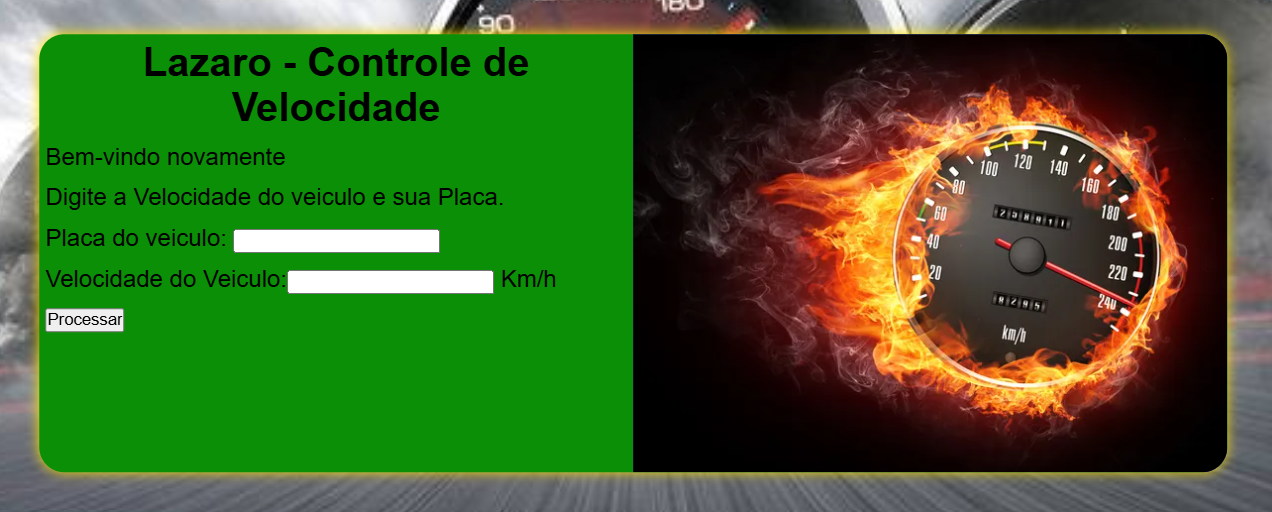 90
180
Lazaro - Controle de
Velocidade
Bem-vindo novamente
Digite a Velocidade do veiculo e sua Placa.
Placa do veiculo:
Velocidade do Veiculo: Km/h
Processar
20
40
60
80
100
120
140
160
180
200
220
240
km/h